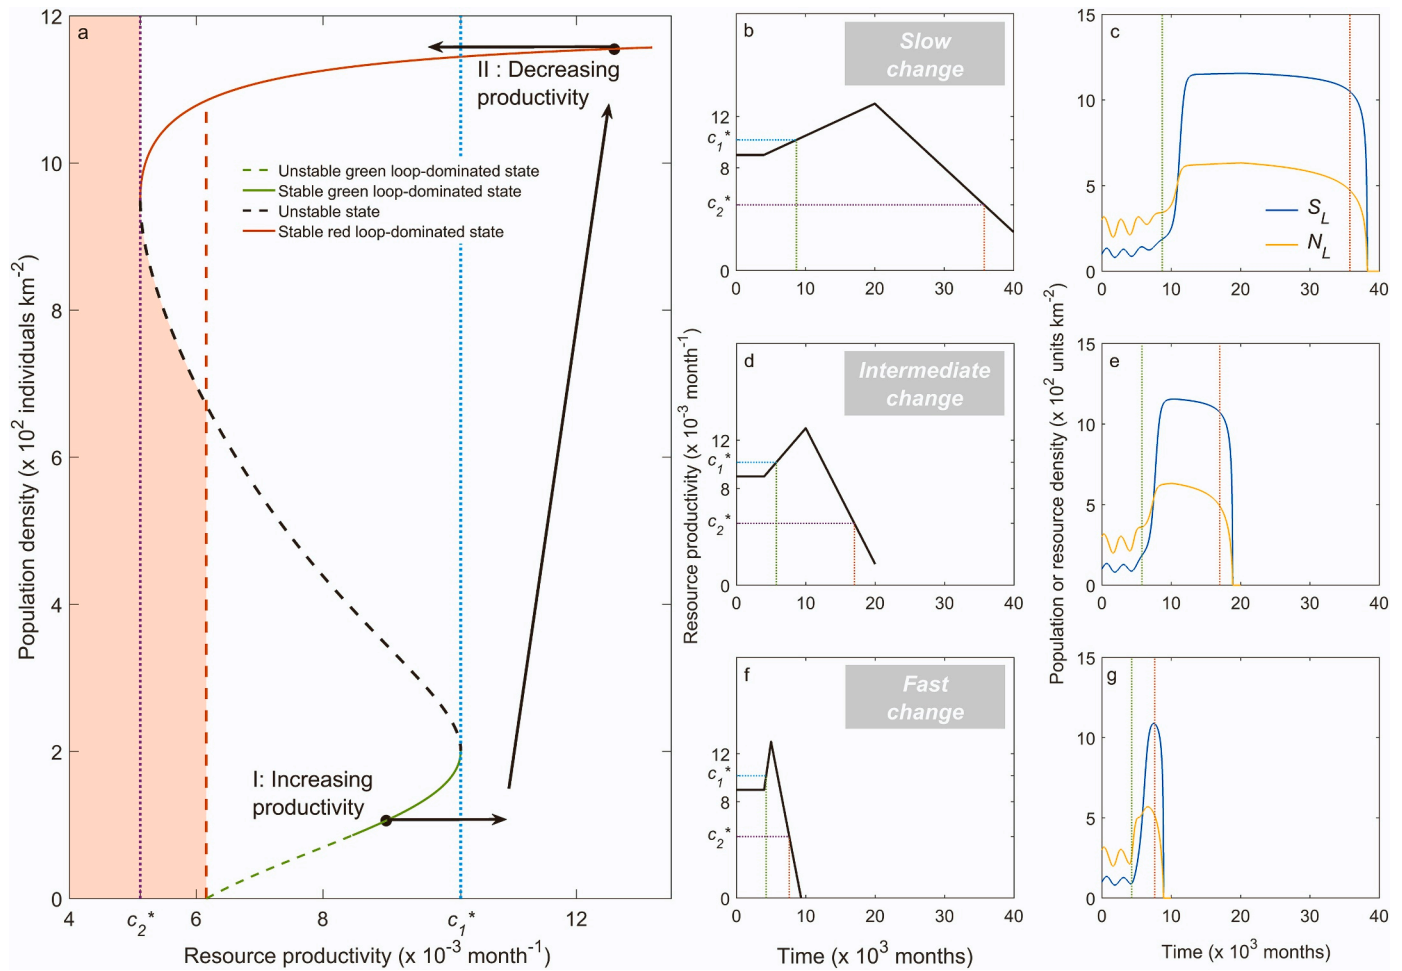 a
12
10
8
6
4
2
0
Population density (x 10² individuals km⁻²)
II : Decreasing
productivity
Unstable green loop-dominated state
Stable green loop-dominated state
Unstable state
Stable red loop-dominated state
I: Increasing
productivity
4
c₂*
6
8
c₁*
12
Resource productivity (x 10⁻³ month⁻¹)
b
Slow
change
12
c₁*
8
c₂*
0
0 10 20 30 40
c
15
10
5
0
S_L
N_L
0 10 20 30 40
Resource productivity (x 10⁻³ month⁻¹)
d
Intermediate
change
12
c₁*
8
c₂*
0
0 10 20 30 40
Population or resource density (x 10² units km⁻²)
e
15
10
5
0
0 10 20 30 40
f
Fast
change
12
c₁*
8
c₂*
0
0 10 20 30 40
Time (x 10³ months)
g
15
10
5
0
0 10 20 30 40
Time (x 10³ months)